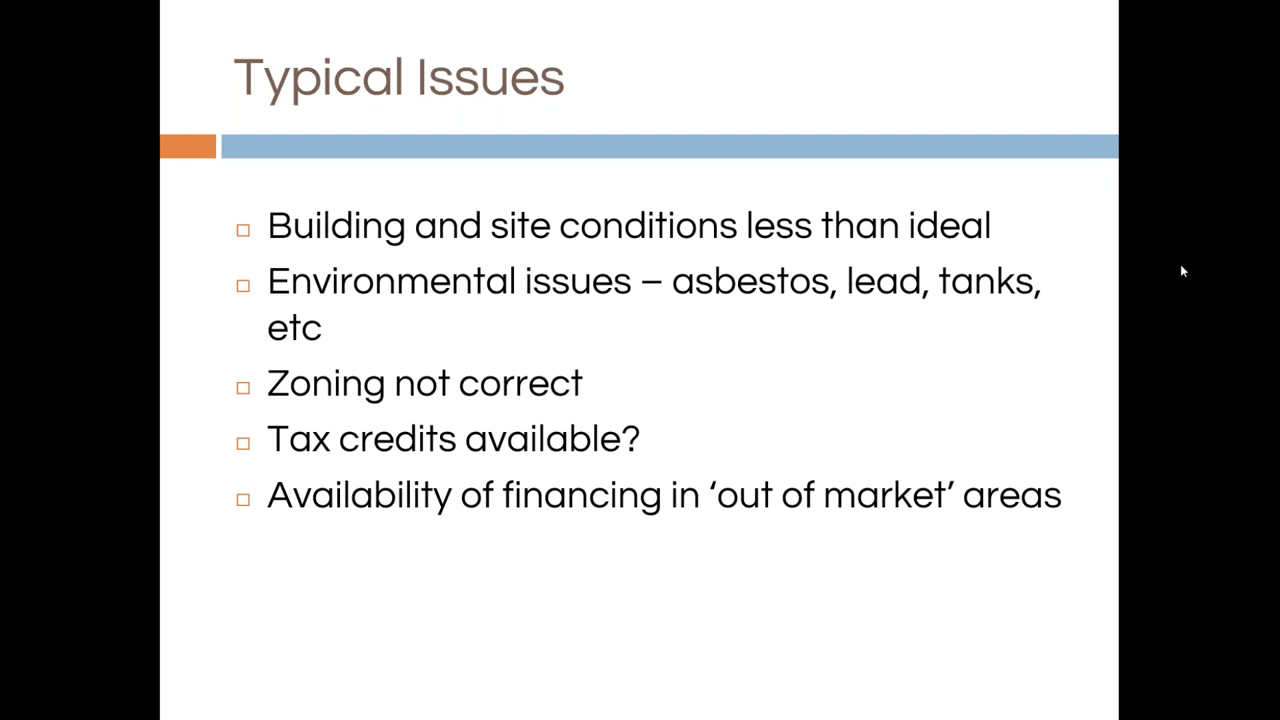 Typical Issues
Building and site conditions less than ideal
Environmental issues – asbestos, lead, tanks,
etc
Zoning not correct
Tax credits available?
Availability of financing in ‘out of market’ areas